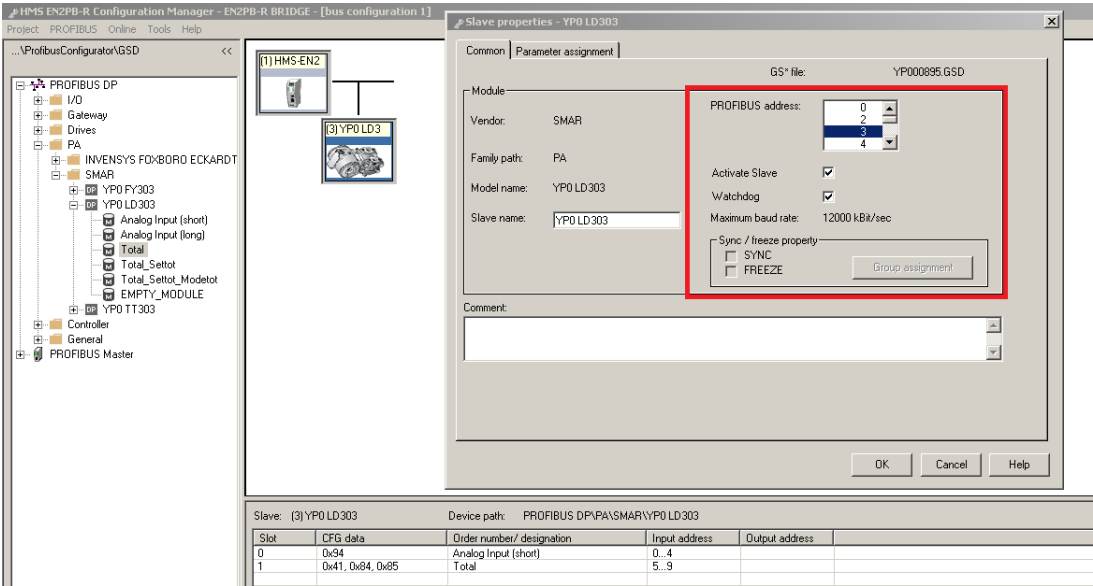 HMS EN2PB-R Configuration Manager - EN2PB-R BRIDGE - [bus configuration 1]
Project PROFIBUS Online Tools Help
...\ProfibusConfigurator\GSD <<
PROFIBUS DP
I/O
Gateway
Drives
PA
INVENSYS FOXBORO ECKARDT
SMAR
YP0 FY303
YP0 LD303
Analog Input (short)
Analog Input (long)
Total
Total_Settot
Total_Settot_Modetot
EMPTY_MODULE
YP0 TT303
Controller
General
PROFIBUS Master
(1) HMS-EN2
(3) YP0 LD3
Slave properties - YP0 LD303
Common Parameter assignment
GS* file: YP000895.GSD
Module
Vendor: SMAR
Family path: PA
Model name: YP0 LD303
Slave name: YP0 LD303
PROFIBUS address: 0
2
3
4
Activate Slave
Watchdog
Maximum baud rate: 12000 kBit/sec
Sync / freeze property
SYNC
FREEZE
Group assignment
Comment:
OK Cancel Help
Slave: (3) YP0 LD303 Device path: PROFIBUS DP\PA\SMAR\YP0 LD303
Slot CFG data Order number/ designation Input address Output address
0 0x94 Analog Input (short) 0...4
1 0x41, 0x84, 0x85 Total 5...9